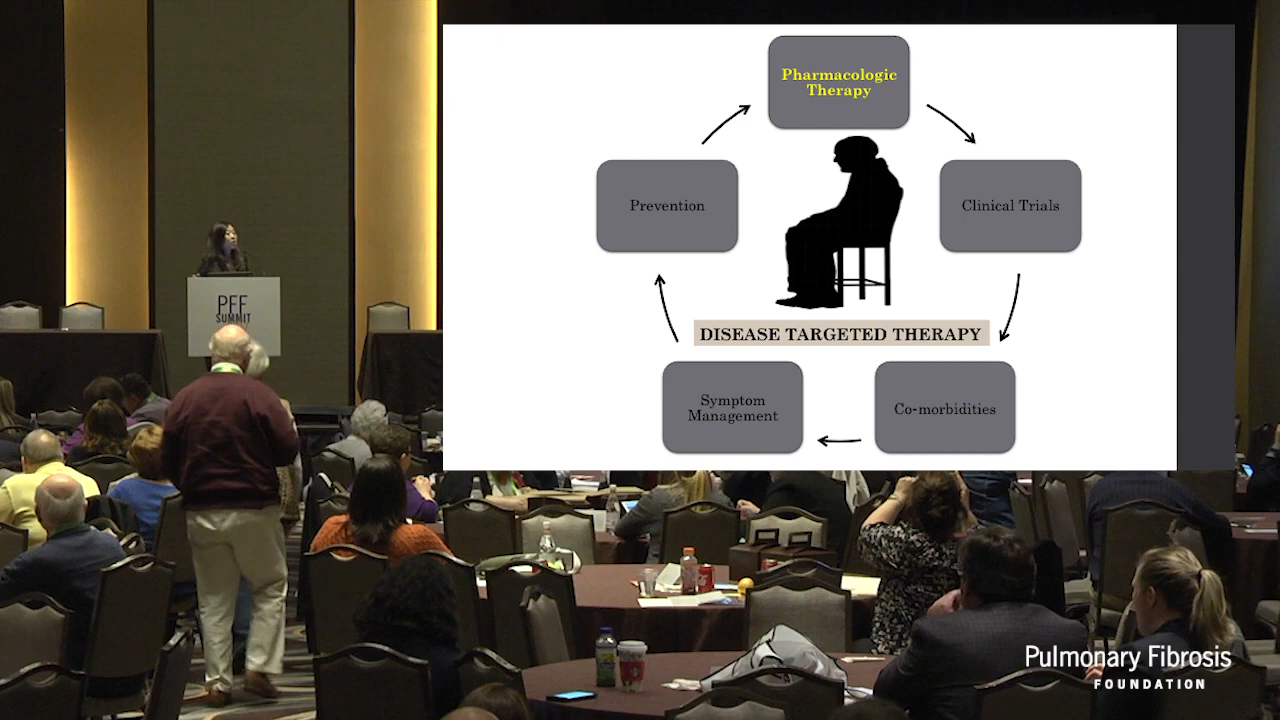 Pharmacologic
Therapy
Prevention
Clinical Trials
DISEASE TARGETED THERAPY
Symptom
Management
Co-morbidities
PFF
SUMMIT
Pulmonary Fibrosis
FOUNDATION